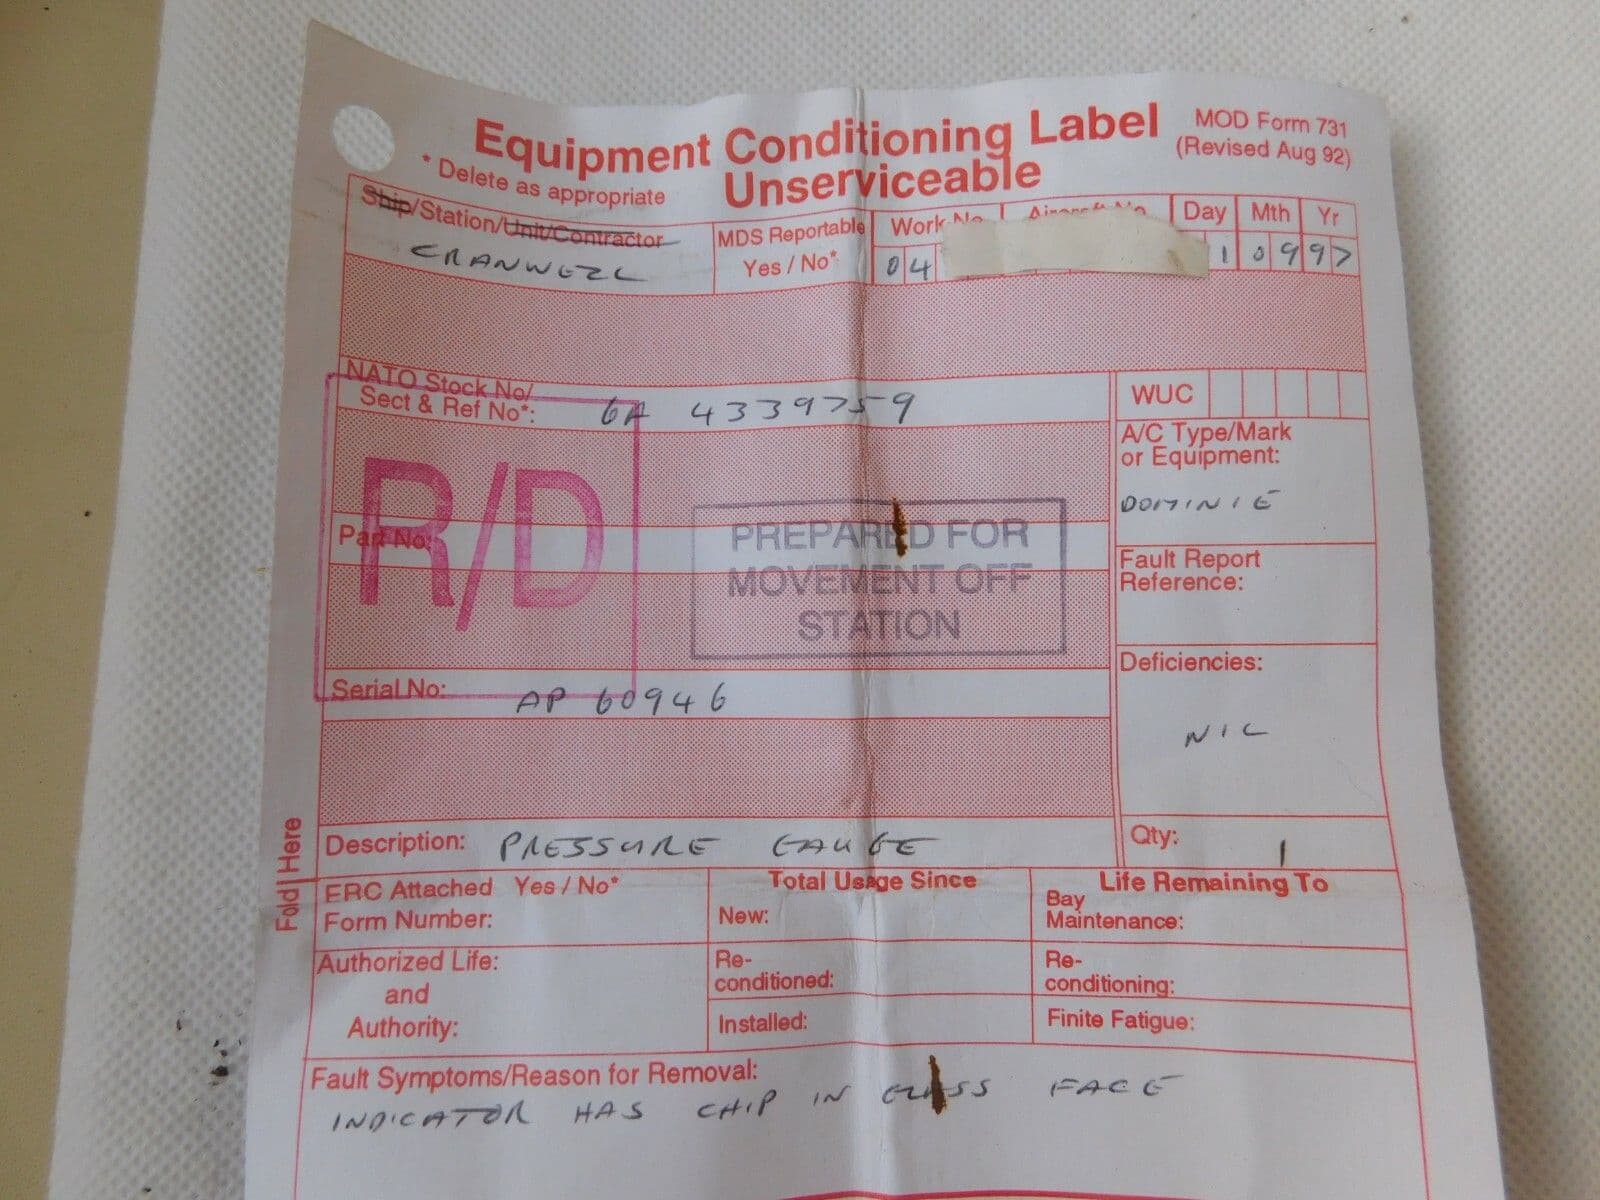 Equipment Conditioning Label
Unserviceable
MOD Form 731
(Revised Aug 92)
* Delete as appropriate
Ship/Station/Unit/Contractor
CRANWELL
MDS Reportable
Yes / No*
Work No
04
Aircraft No
Day Mth Yr
1 09 97
NATO Stock No/
Sect & Ref No*: 6A 4339759
WUC
A/C Type/Mark
or Equipment:
DOMINIE
R/D
Part No:
PREPARED FOR
MOVEMENT OFF
STATION
Fault Report
Reference:
Serial No: AP 60946
Deficiencies:
NIL
Description: PRESSURE GAUGE
Qty: 1
Fold Here
ERC Attached Yes / No*
Form Number:
Authorized Life:
and
Authority:
Total Usage Since
New:
Re-
conditioned:
Installed:
Life Remaining To
Bay
Maintenance:
Re-
conditioning:
Finite Fatigue:
Fault Symptoms/Reason for Removal:
INDICATOR HAS CHIP IN GLASS FACE